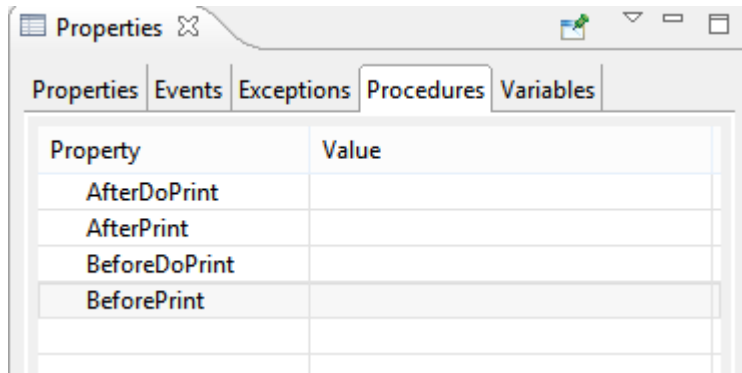 Properties
Properties Events Exceptions Procedures Variables
Property Value
AfterDoPrint
AfterPrint
BeforeDoPrint
BeforePrint